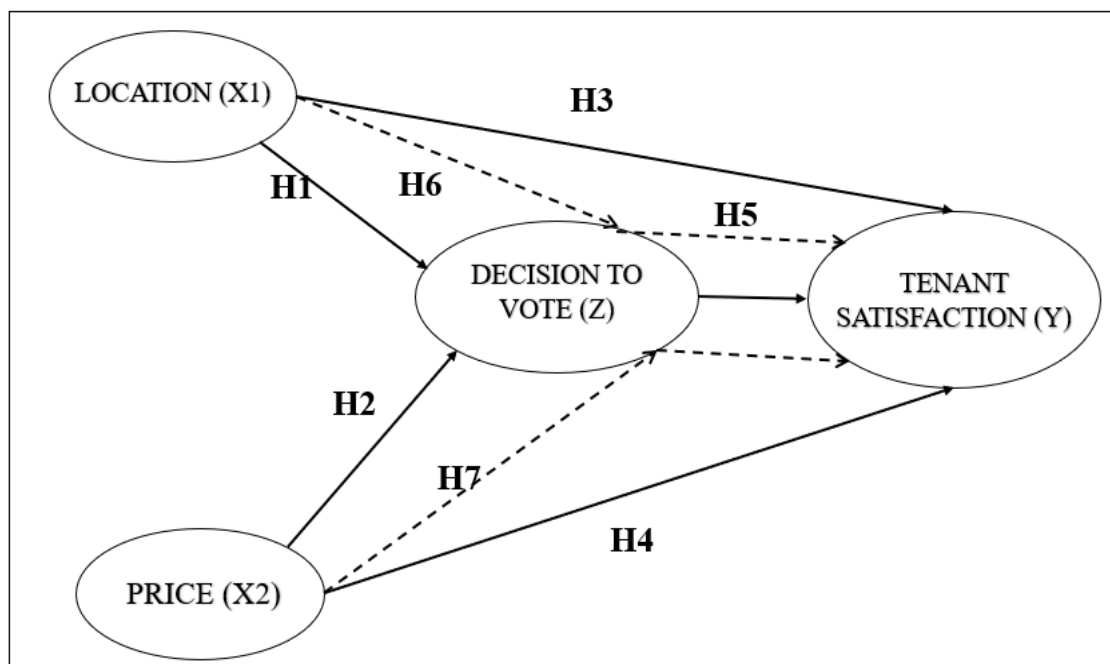 LOCATION (X1)
H3
H1
H6
H5
DECISION TO
VOTE (Z)
TENANT
SATISFACTION (Y)
H2
H7
H4
PRICE (X2)